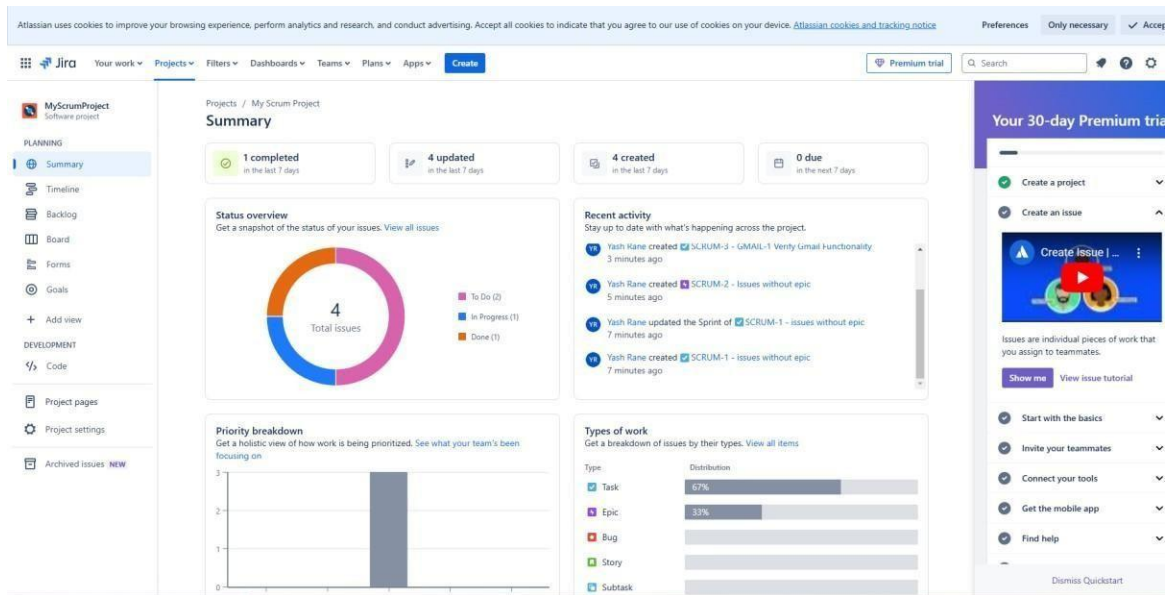 Atlassian uses cookies to improve your browsing experience, perform analytics and research, and conduct advertising. Accept all cookies to indicate that you agree to our use of cookies on your device. Atlassian cookies and tracking notice
Preferences
Only necessary
Accep
Jira
Your work
Projects
Filters
Dashboards
Teams
Plans
Apps
Create
Premium trial
Search
MyScrumProject
Software project
PLANNING
Summary
Timeline
Backlog
Board
Forms
Goals
Add view
DEVELOPMENT
Code
Project pages
Project settings
Archived issues NEW
Projects / My Scrum Project
Summary
1 completed
in the last 7 days
4 updated
in the last 7 days
4 created
in the last 7 days
0 due
in the next 7 days
Status overview
Get a snapshot of the status of your issues. View all issues
4
Total issues
To Do (2)
In Progress (1)
Done (1)
Recent activity
Stay up to date with what's happening across the project.
YR Yash Rane created SCRUM-3 - GMAIL-1 Verify Gmail Functionality
3 minutes ago
YR Yash Rane created SCRUM-2 - Issues without epic
5 minutes ago
YR Yash Rane updated the Sprint of SCRUM-1 - issues without epic
7 minutes ago
YR Yash Rane created SCRUM-1 - issues without epic
7 minutes ago
Priority breakdown
Get a holistic view of how work is being prioritized. See what your team's been
focusing on
3
2
1
0
Types of work
Get a breakdown of issues by their types. View all items
Type
Distribution
Task
67%
Epic
33%
Bug
Story
Subtask
Your 30-day Premium tria
Create a project
Create an issue
Create Issue | ...
Issues are individual pieces of work that
you assign to teammates.
Show me
View issue tutorial
Start with the basics
Invite your teammates
Connect your tools
Get the mobile app
Find help
Dismiss Quickstart